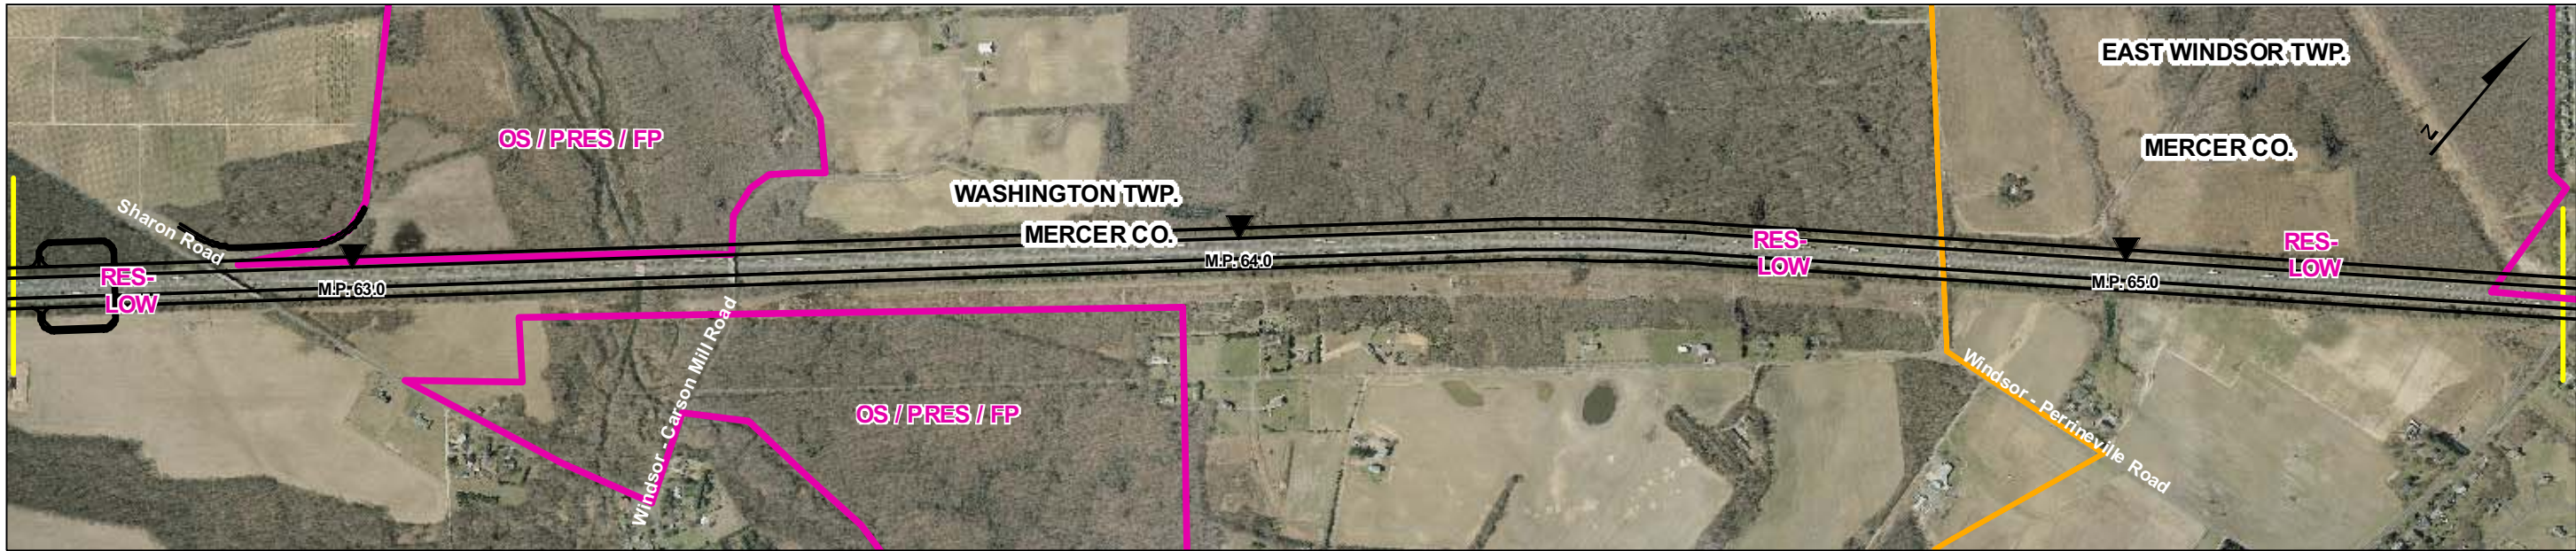 EAST WINDSOR TWP.
MERCER CO.
N
OS / PRES / FP
WASHINGTON TWP.
MERCER CO.
Sharon Road
RES-
LOW
M.P. 63.0
M.P. 64.0
RES-
LOW
M.P. 65.0
RES-
LOW
Windsor - Carson Mill Road
OS / PRES / FP
Windsor - Perrineville Road